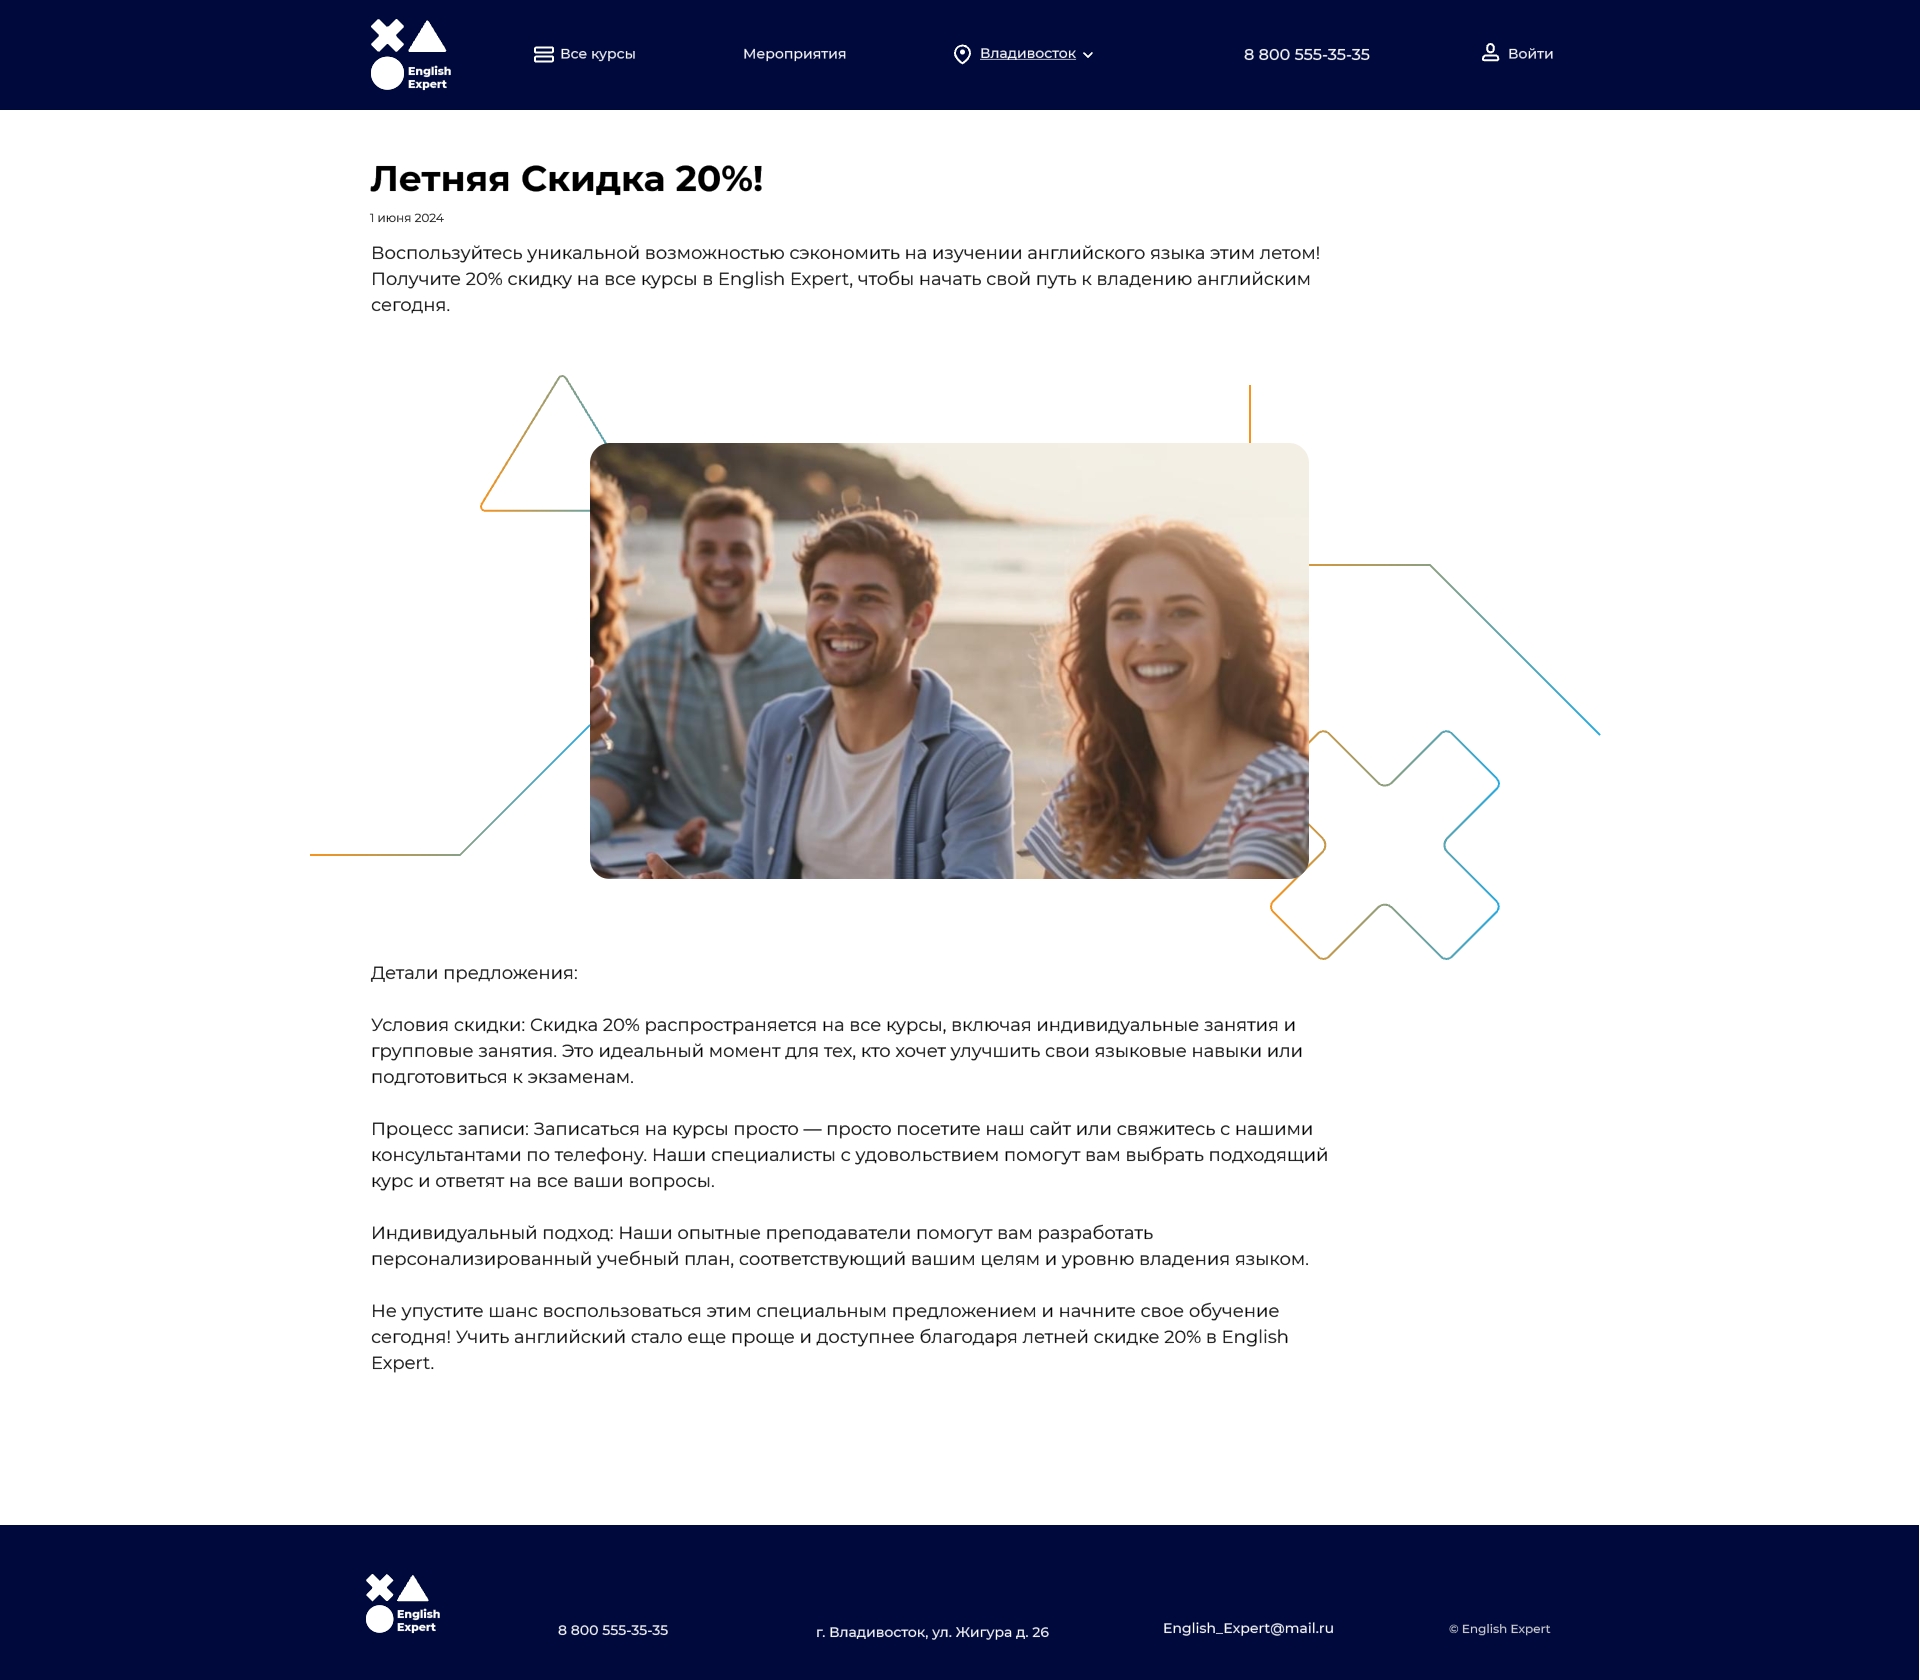 English
Expert
Все курсы
Мероприятия
Владивосток
8 800 555-35-35
Войти
Летняя Скидка 20%!
1 июня 2024
Воспользуйтесь уникальной возможностью сэкономить на изучении английского языка этим летом!
Получите 20% скидку на все курсы в English Expert, чтобы начать свой путь к владению английским
сегодня.
Детали предложения:
Условия скидки: Скидка 20% распространяется на все курсы, включая индивидуальные занятия и
групповые занятия. Это идеальный момент для тех, кто хочет улучшить свои языковые навыки или
подготовиться к экзаменам.
Процесс записи: Записаться на курсы просто — просто посетите наш сайт или свяжитесь с нашими
консультантами по телефону. Наши специалисты с удовольствием помогут вам выбрать подходящий
курс и ответят на все ваши вопросы.
Индивидуальный подход: Наши опытные преподаватели помогут вам разработать
персонализированный учебный план, соответствующий вашим целям и уровню владения языком.
Не упустите шанс воспользоваться этим специальным предложением и начните свое обучение
сегодня! Учить английский стало еще проще и доступнее благодаря летней скидке 20% в English
Expert.
English
Expert
8 800 555-35-35
г. Владивосток, ул. Жигура д. 26
English_Expert@mail.ru
© English Expert